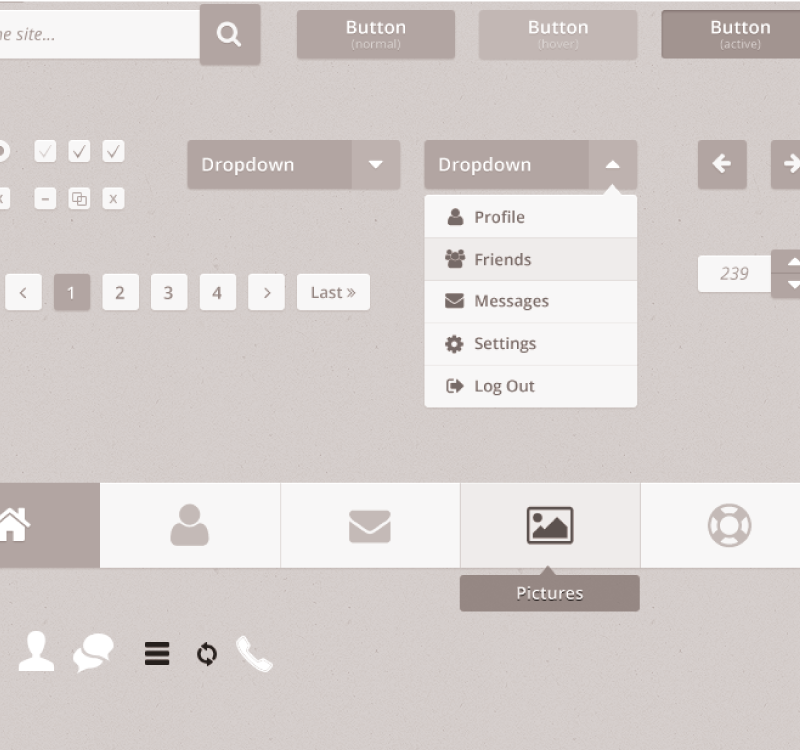 he site...
Button
(normal)
Button
(hover)
Button
(active)
Dropdown
Dropdown
Profile
Friends
Messages
Settings
Log Out
239
< 1 2 3 4 > Last »
Pictures